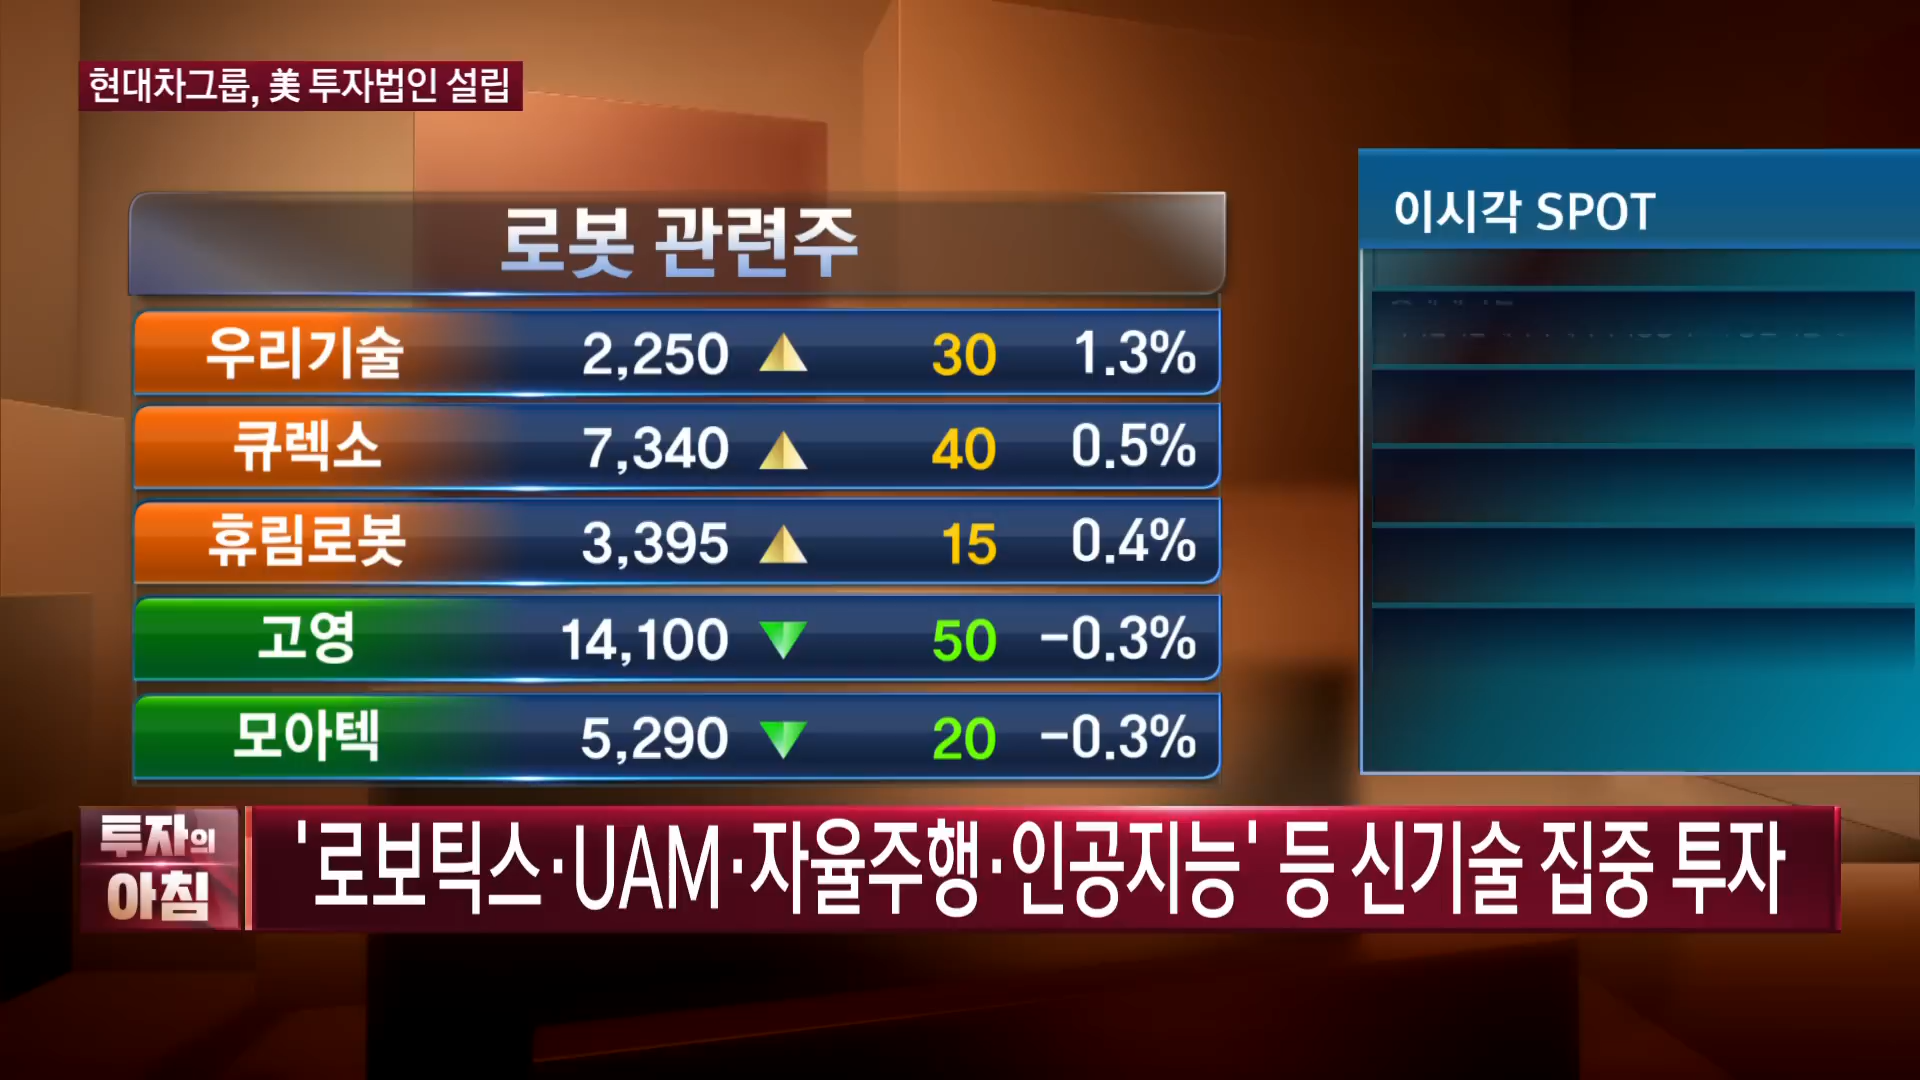 현대차그룹, 美 투자법인 설립
로봇 관련주
우리기술 2,250 ▲ 30 1.3%
큐렉소 7,340 ▲ 40 0.5%
휴림로봇 3,395 ▲ 15 0.4%
고영 14,100 ▼ 50 -0.3%
모아텍 5,290 ▼ 20 -0.3%
이시각 SPOT
투자의
아침
'로보틱스·UAM·자율주행·인공지능' 등 신기술 집중 투자